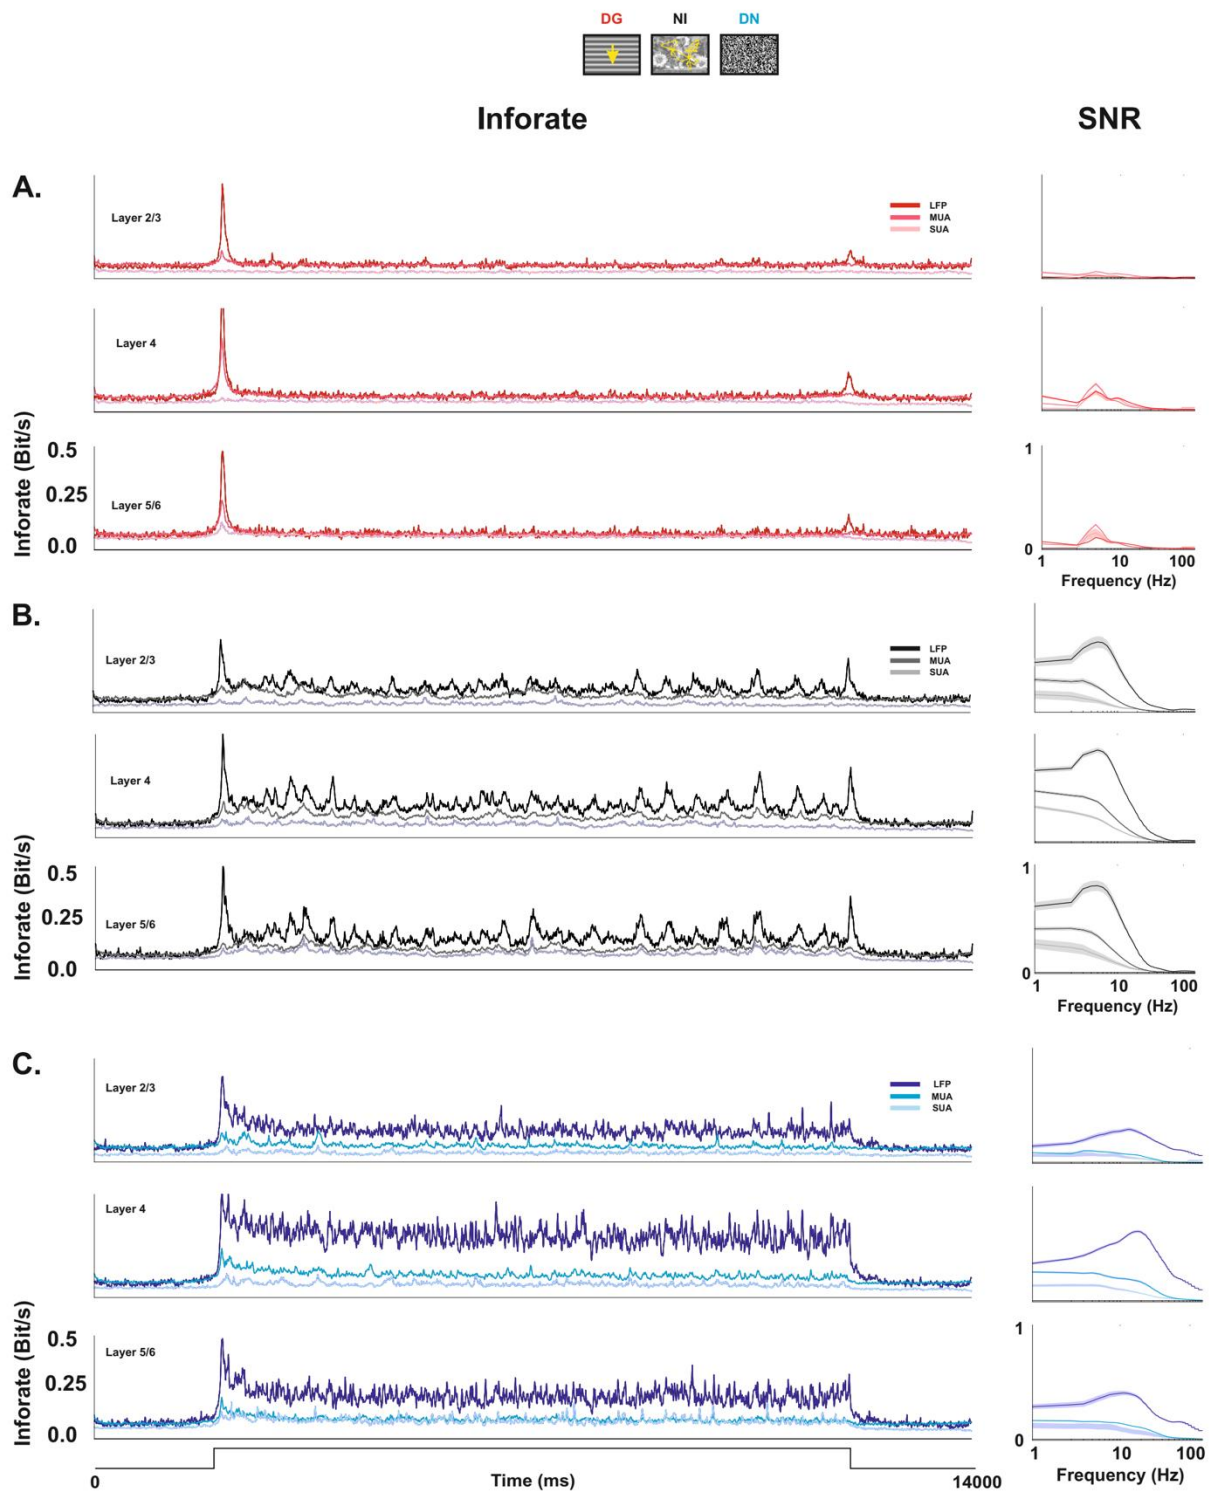 DG NI DN
Inforate SNR
A.
Layer 2/3
LFP
MUA
SUA
Layer 4
Inforate (Bit/s)
0.5
0.25
0.0
Layer 5/6
1
0
1 10 100
Frequency (Hz)
B.
Layer 2/3
LFP
MUA
SUA
Layer 4
Inforate (Bit/s)
0.5
0.25
0.0
Layer 5/6
1
0
1 10 100
Frequency (Hz)
C.
Layer 2/3
LFP
MUA
SUA
Layer 4
Inforate (Bit/s)
0.5
0.25
0.0
Layer 5/6
1
0
1 10 100
Frequency (Hz)
0 Time (ms) 14000